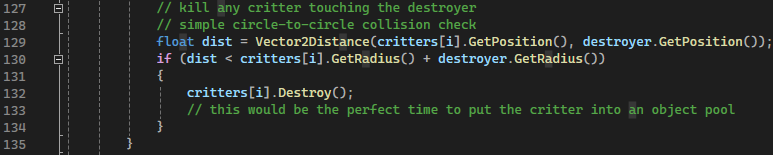 127 // kill any critter touching the destroyer
128 // simple circle-to-circle collision check
129 float dist = Vector2Distance(critters[i].GetPosition(), destroyer.GetPosition());
130 if (dist < critters[i].GetRadius() + destroyer.GetRadius())
131 {
132 critters[i].Destroy();
133 // this would be the perfect time to put the critter into an object pool
134 }
135 }